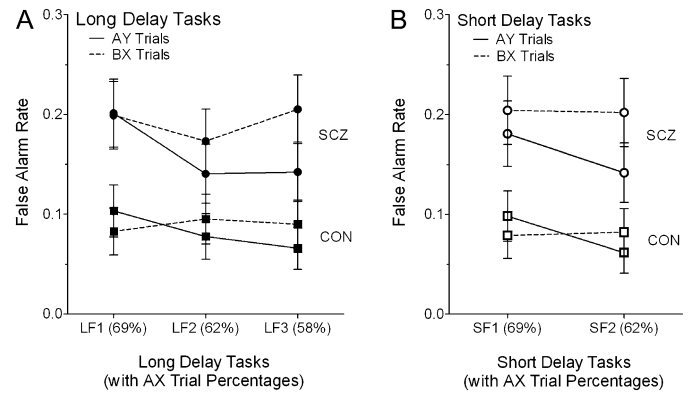 A
Long Delay Tasks
AY Trials
BX Trials
False Alarm Rate
0.3
0.2
0.1
0.0
SCZ
CON
LF1 (69%) LF2 (62%) LF3 (58%)
Long Delay Tasks
(with AX Trial Percentages)
B
Short Delay Tasks
AY Trials
BX Trials
False Alarm Rate
0.3
0.2
0.1
0.0
SCZ
CON
SF1 (69%) SF2 (62%)
Short Delay Tasks
(with AX Trial Percentages)